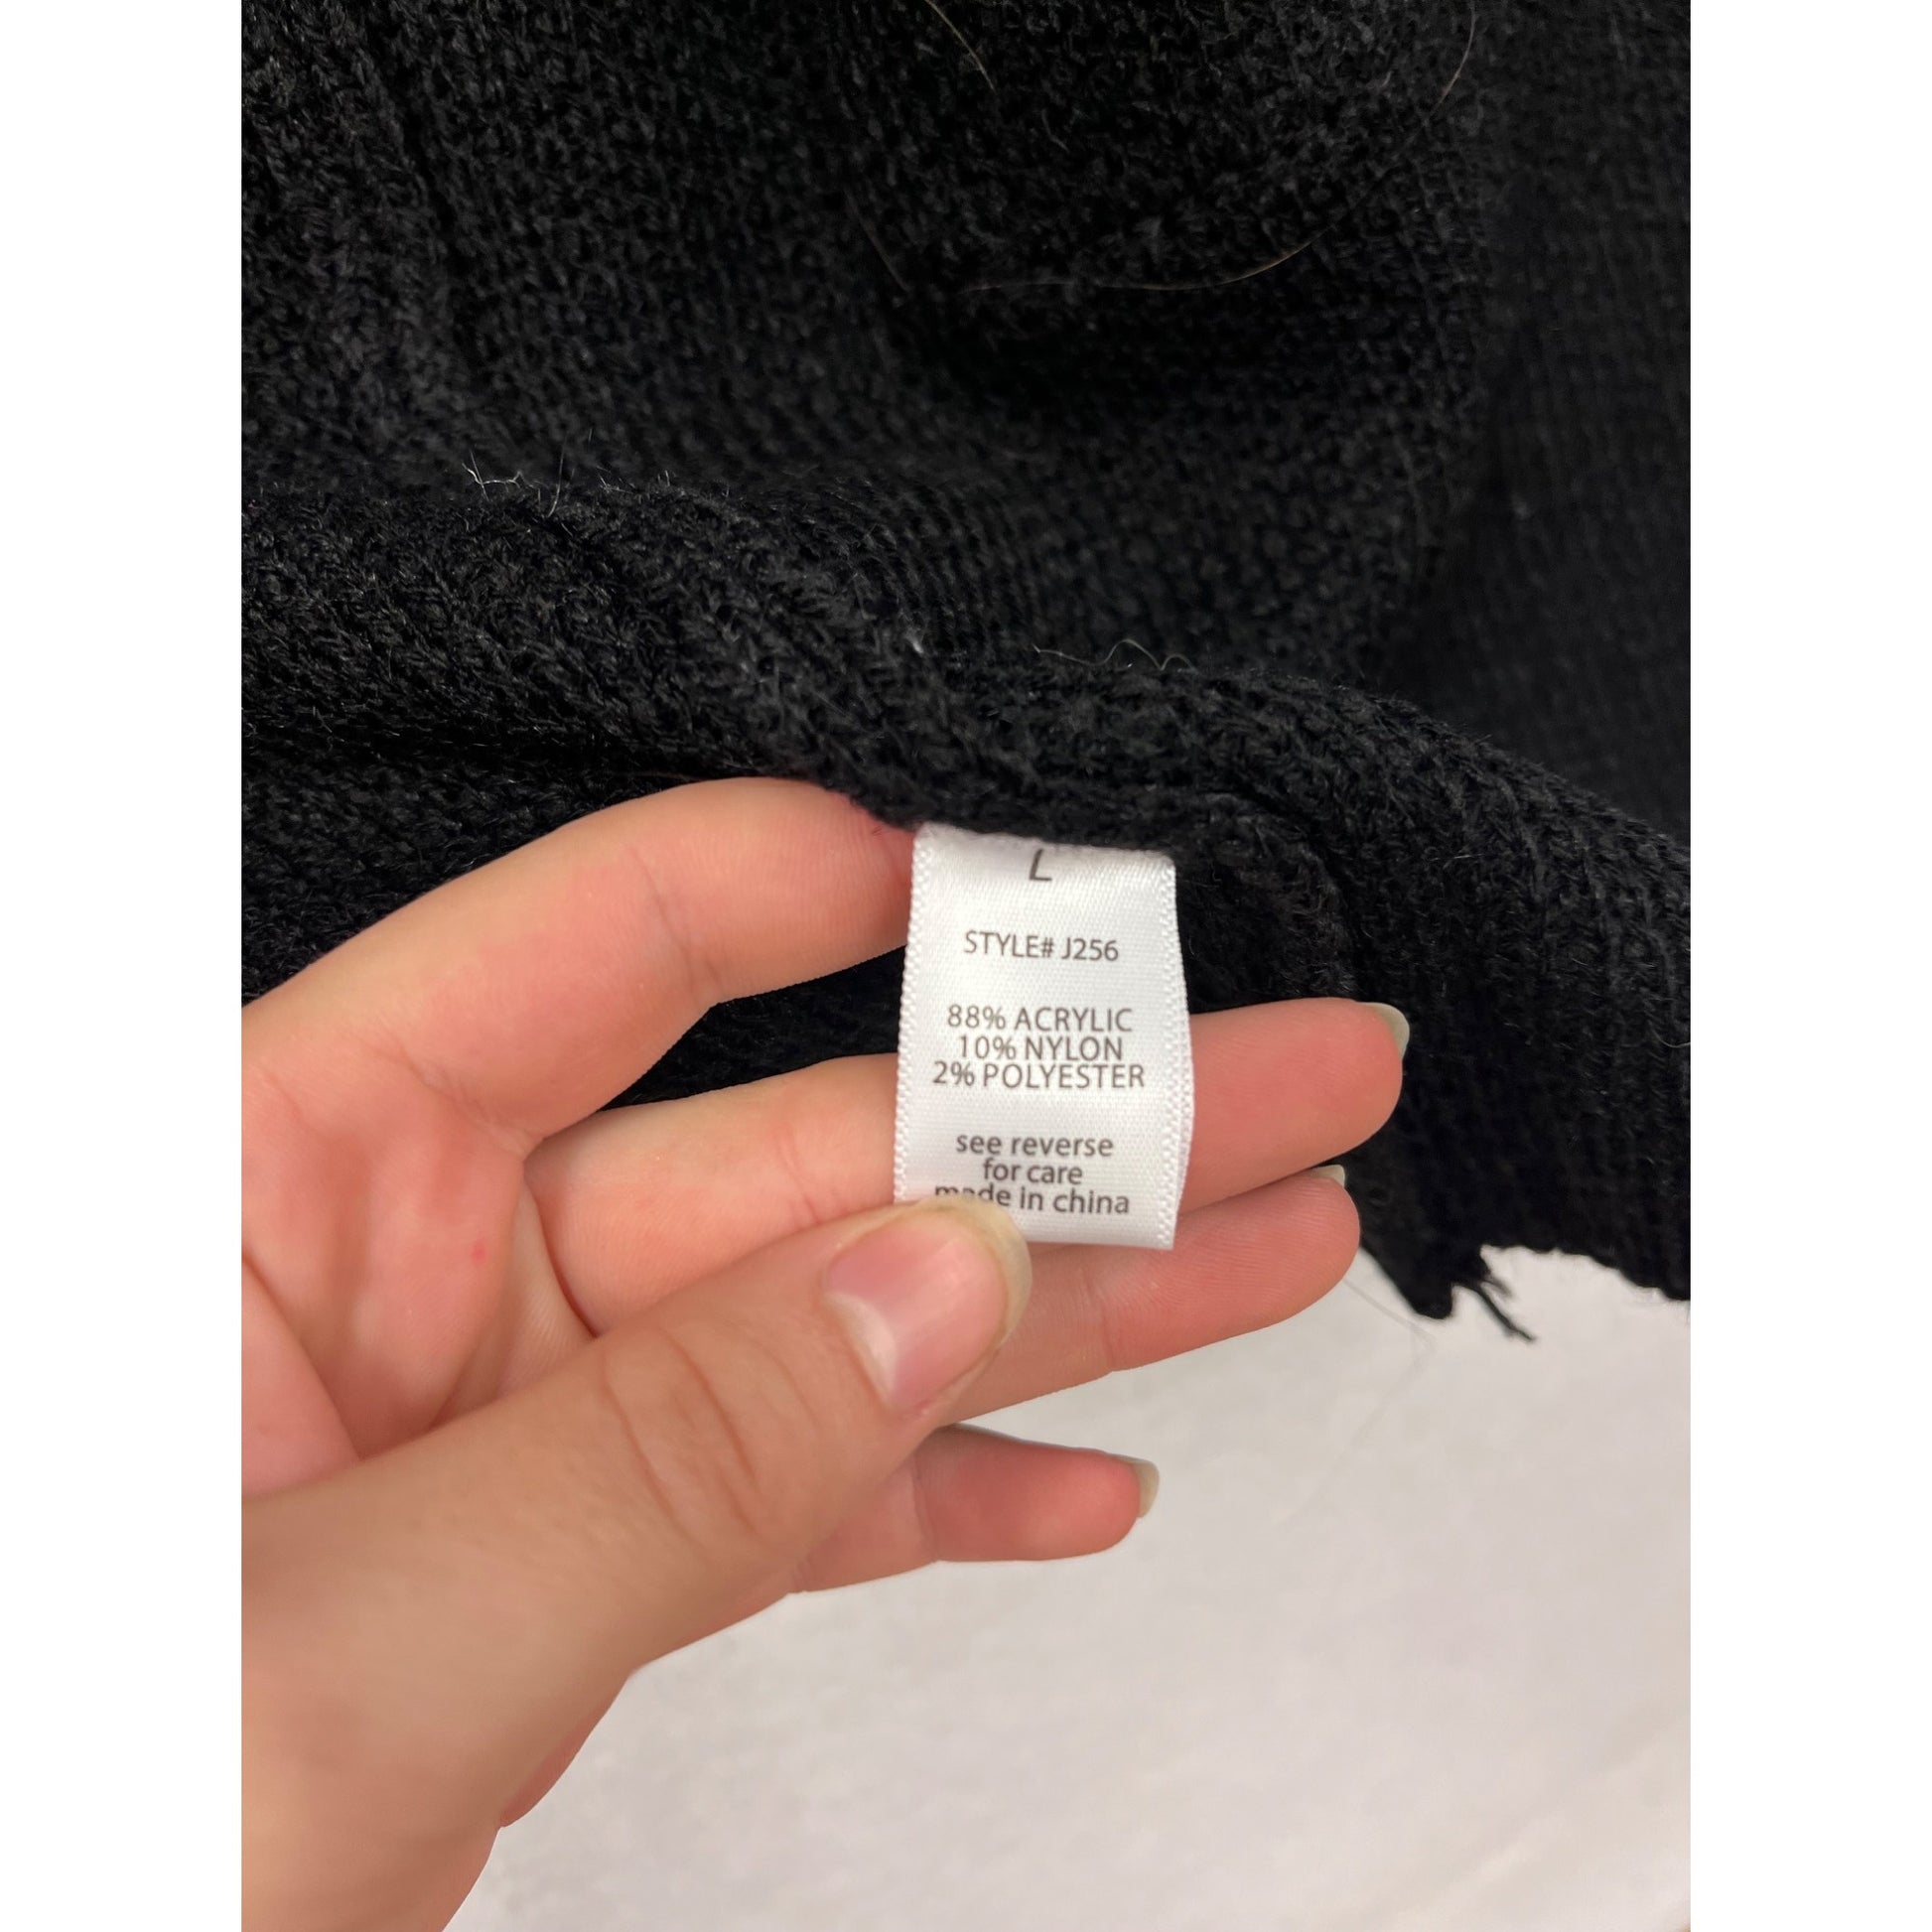 L
STYLE# J256
88% ACRYLIC
10% NYLON
2% POLYESTER
see reverse
for care
made in china